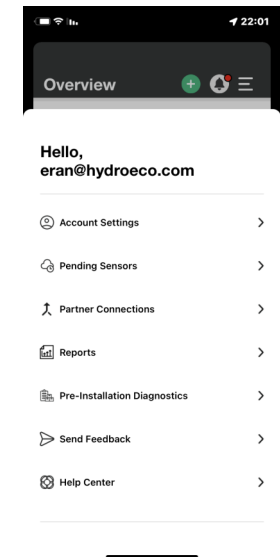 22:01
Overview
Hello,
eran@hydroeco.com
Account Settings
Pending Sensors
Partner Connections
Reports
Pre-Installation Diagnostics
Send Feedback
Help Center